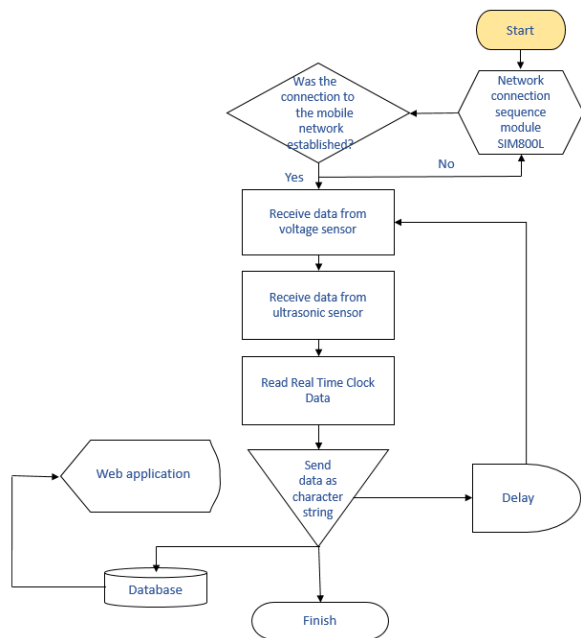 Start
Was the
connection to
the mobile
network
established?
Network
connection
sequence
module
SIM800L
No
Yes
Receive data from
voltage sensor
Receive data from
ultrasonic sensor
Read Real Time Clock
Data
Web application
Send
data as
character
string
Delay
Database
Finish